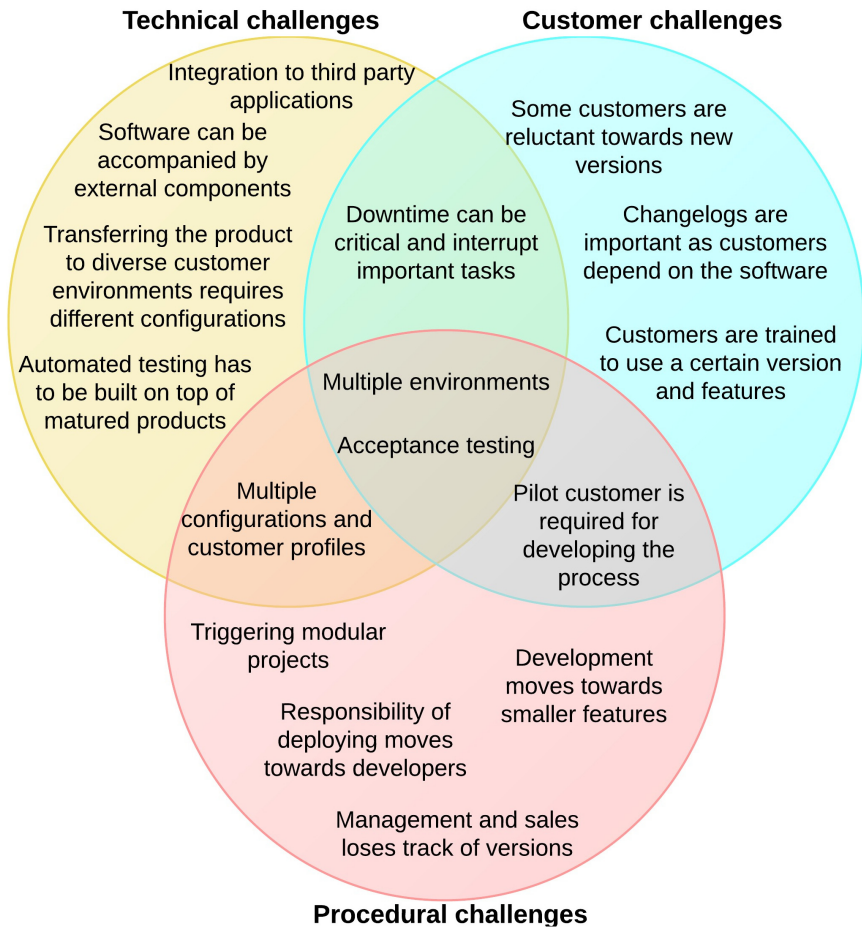 Technical challenges
Customer challenges
Integration to third party
applications
Software can be
accompanied by
external components
Transferring the product
to diverse customer
environments requires
different configurations
Automated testing has
to be built on top of
matured products
Downtime can be
critical and interrupt
important tasks
Some customers are
reluctant towards new
versions
Changelogs are
important as customers
depend on the software
Customers are trained
to use a certain version
and features
Multiple environments
Acceptance testing
Multiple
configurations and
customer profiles
Pilot customer is
required for
developing the
process
Triggering modular
projects
Development
moves towards
smaller features
Responsibility of
deploying moves
towards developers
Management and sales
loses track of versions
Procedural challenges